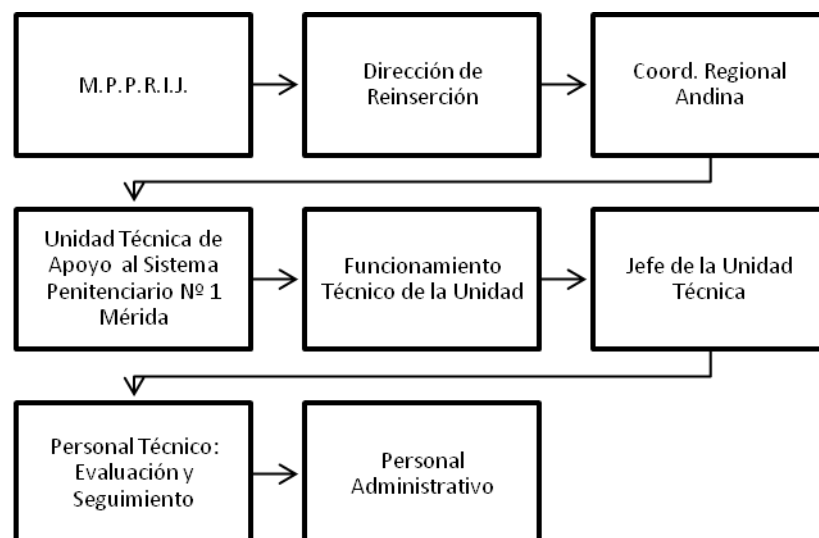 M.P.P.R.I.J.
Dirección de
Reinserción
Coord. Regional
Andina
Unidad Técnica de
Apoyo al Sistema
Penitenciario Nº 1
Mérida
Funcionamiento
Técnico de la Unidad
Jefe de la Unidad
Técnica
Personal Técnico:
Evaluación y
Seguimiento
Personal
Administrativo